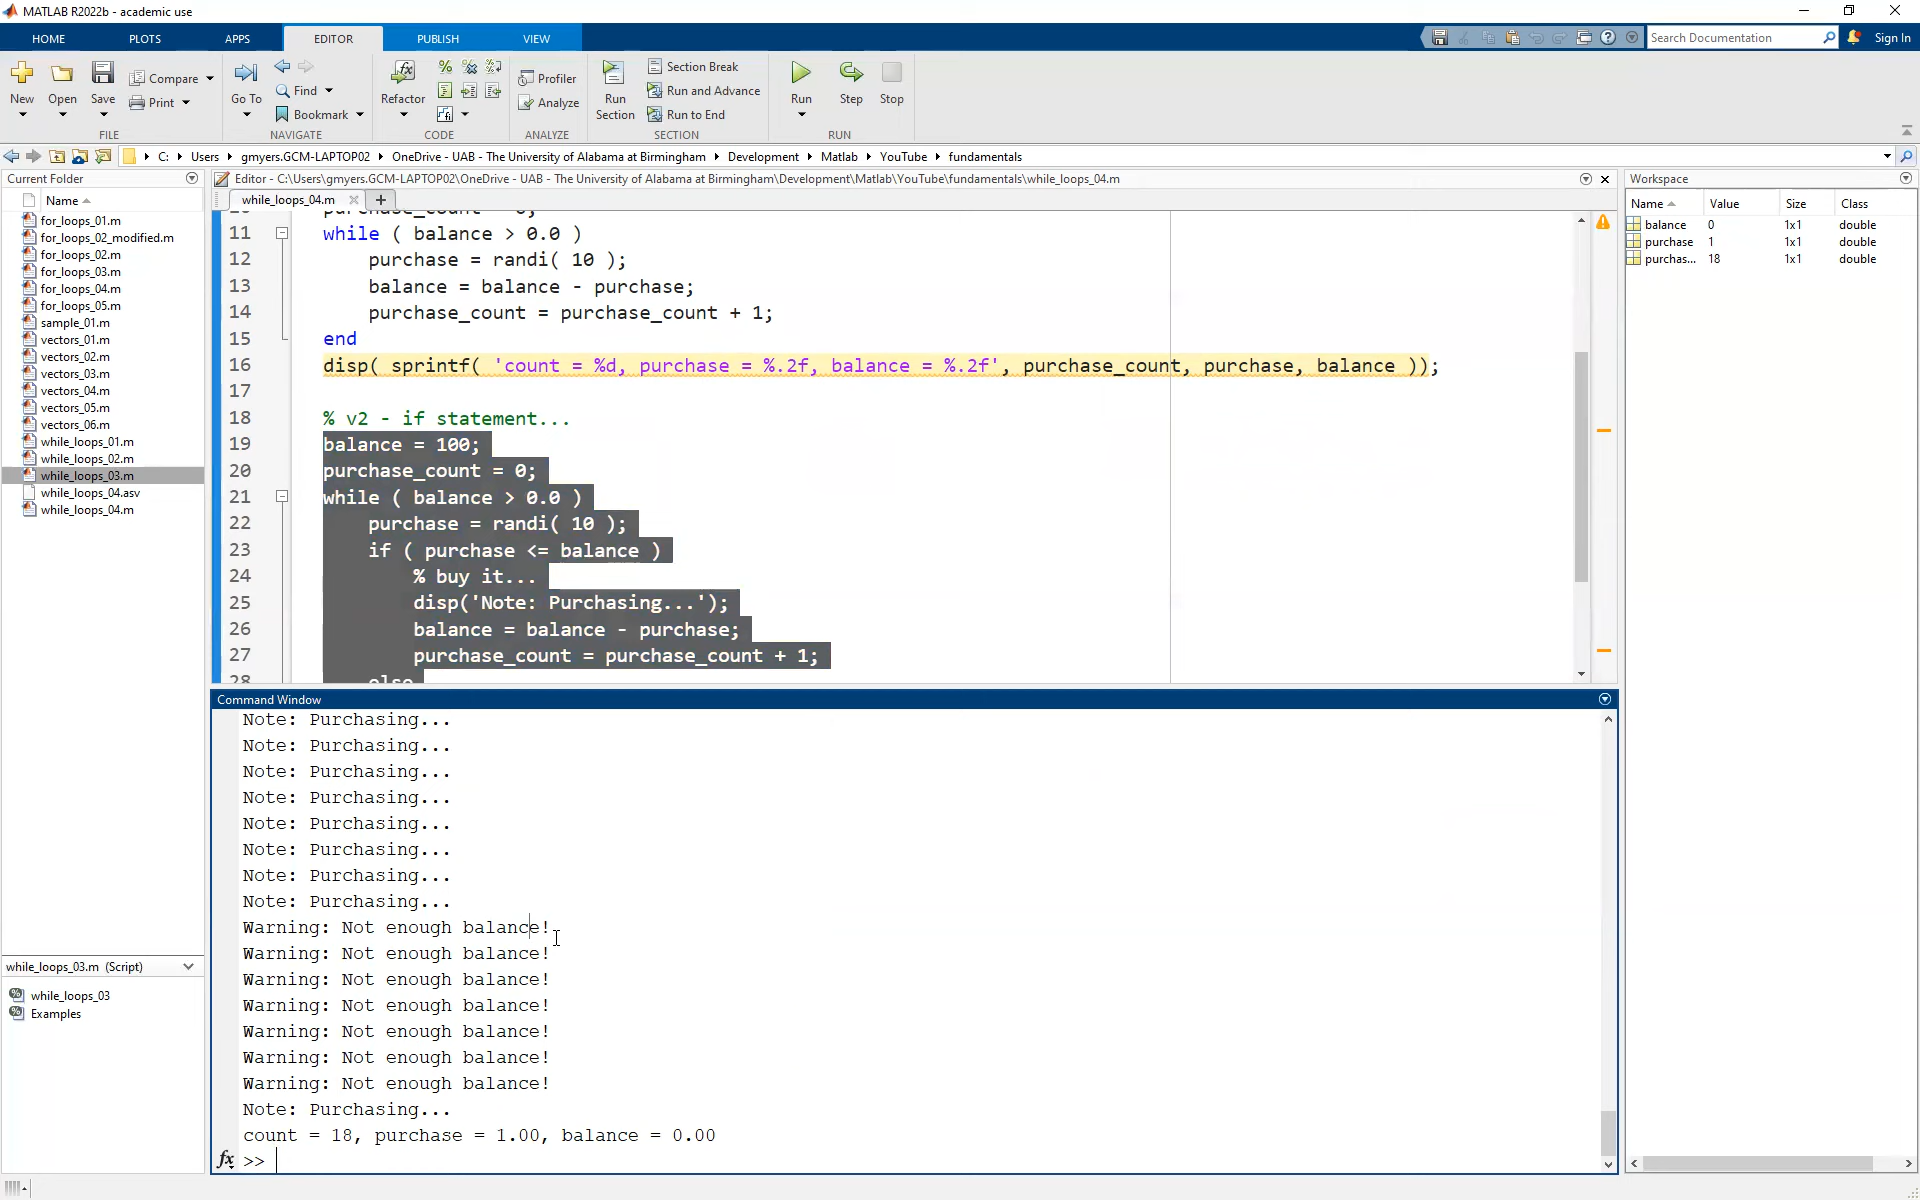 MATLAB R2022b - academic use
HOME PLOTS APPS EDITOR PUBLISH VIEW
Search Documentation
Sign In
New Open Save Compare Print
Go To Find Bookmark
Refactor
Profiler Analyze
Run Section
Section Break
Run and Advance
Run to End
Run Step Stop
FILE NAVIGATE CODE ANALYZE SECTION RUN
C: Users gmyers.GCM-LAPTOP02 OneDrive - UAB - The University of Alabama at Birmingham Development Matlab YouTube fundamentals
Current Folder
Name
for_loops_01.m
for_loops_02_modified.m
for_loops_02.m
for_loops_03.m
for_loops_04.m
for_loops_05.m
sample_01.m
vectors_01.m
vectors_02.m
vectors_03.m
vectors_04.m
vectors_05.m
vectors_06.m
while_loops_01.m
while_loops_02.m
while_loops_03.m
while_loops_04.asv
while_loops_04.m
while_loops_03.m (Script)
while_loops_03
Examples
Editor - C:\Users\gmyers.GCM-LAPTOP02\OneDrive - UAB - The University of Alabama at Birmingham\Development\Matlab\YouTube\fundamentals\while_loops_04.m
while_loops_04.m
11 while ( balance > 0.0 )
12 purchase = randi( 10 );
13 balance = balance - purchase;
14 purchase_count = purchase_count + 1;
15 end
16 disp( sprintf( 'count = %d, purchase = %.2f, balance = %.2f', purchase_count, purchase, balance ));
17
18 % v2 - if statement...
19 balance = 100;
20 purchase_count = 0;
21 while ( balance > 0.0 )
22 purchase = randi( 10 );
23 if ( purchase <= balance )
24 % buy it...
25 disp('Note: Purchasing...');
26 balance = balance - purchase;
27 purchase_count = purchase_count + 1;
28 else
Command Window
Note: Purchasing...
Note: Purchasing...
Note: Purchasing...
Note: Purchasing...
Note: Purchasing...
Note: Purchasing...
Note: Purchasing...
Note: Purchasing...
Warning: Not enough balance!
Warning: Not enough balance!
Warning: Not enough balance!
Warning: Not enough balance!
Warning: Not enough balance!
Warning: Not enough balance!
Warning: Not enough balance!
Note: Purchasing...
count = 18, purchase = 1.00, balance = 0.00
fx >>
Workspace
Name Value Size Class
balance 0 1x1 double
purchase 1 1x1 double
purchas... 18 1x1 double